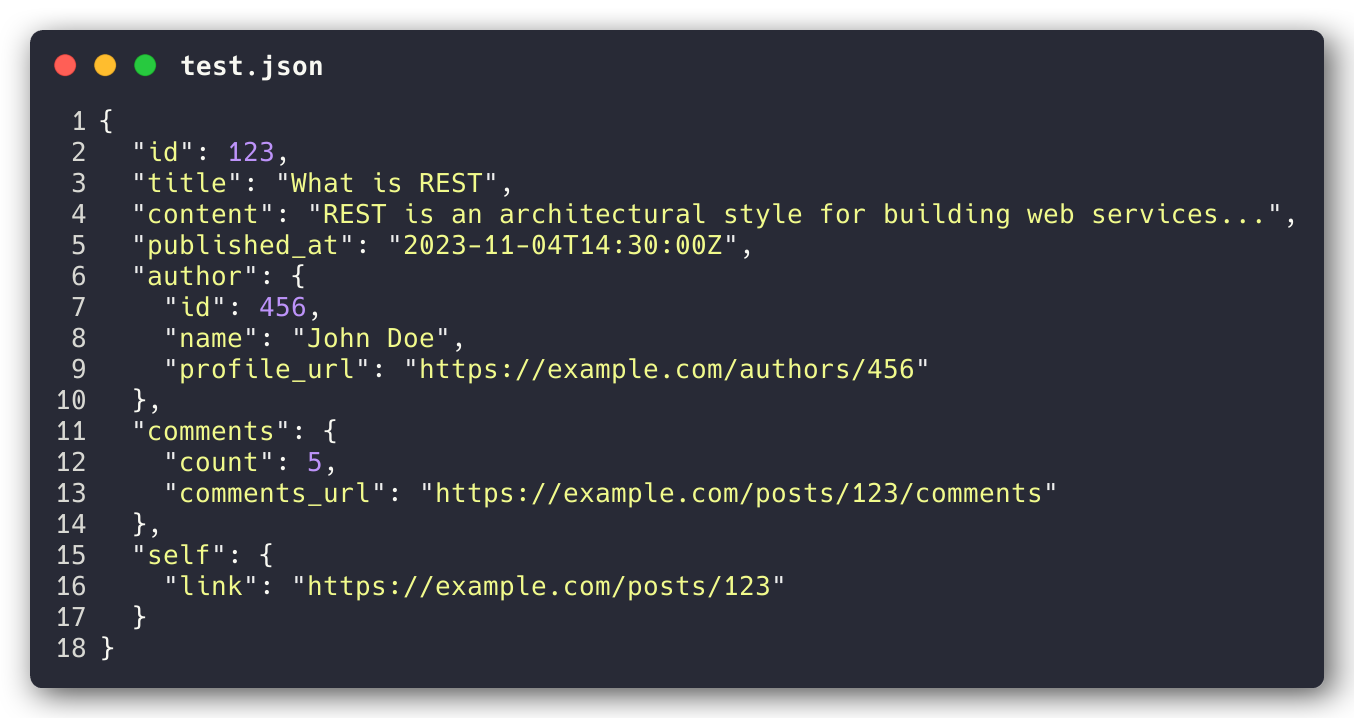 test.json
1 {
2   "id": 123,
3   "title": "What is REST",
4   "content": "REST is an architectural style for building web services...",
5   "published_at": "2023-11-04T14:30:00Z",
6   "author": {
7     "id": 456,
8     "name": "John Doe",
9     "profile_url": "https://example.com/authors/456"
10   },
11   "comments": {
12     "count": 5,
13     "comments_url": "https://example.com/posts/123/comments"
14   },
15   "self": {
16     "link": "https://example.com/posts/123"
17   }
18 }